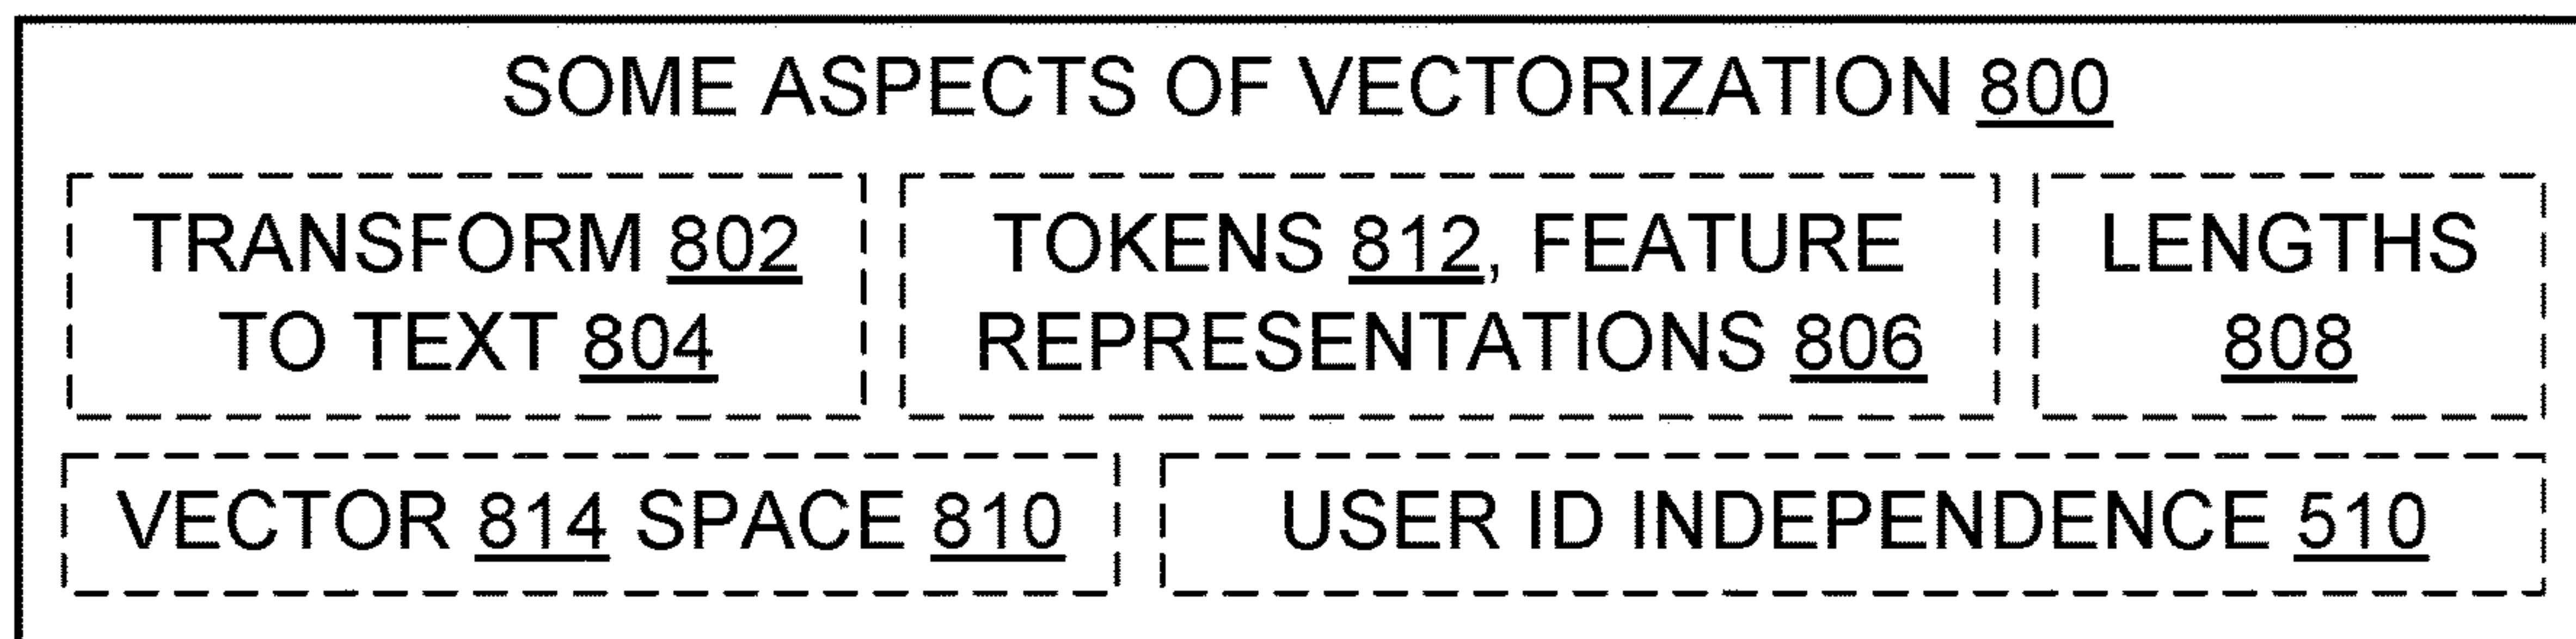 SOME ASPECTS OF VECTORIZATION 800
TRANSFORM 802
TO TEXT 804
TOKENS 812, FEATURE
REPRESENTATIONS 806
LENGTHS
808
VECTOR 814 SPACE 810
USER ID INDEPENDENCE 510